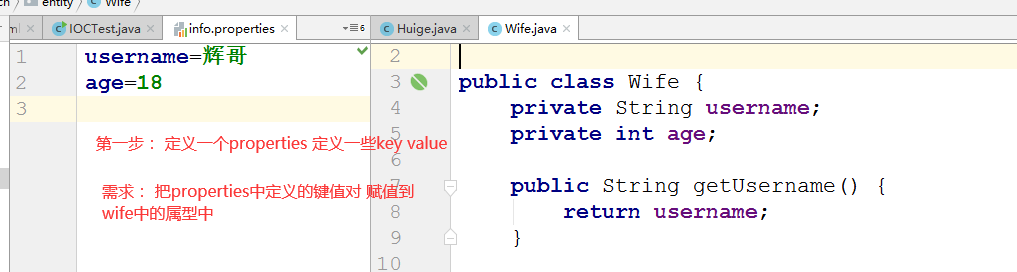 rch entity Wife
ml IOCTest.java info.properties 6 Huige.java Wife.java
1 username=辉哥
2 age=18
3
第一步： 定义一个properties 定义一些key value
需求： 把properties中定义的键值对 赋值到
wife中的属型中
2
3 public class Wife {
4 private String username;
5 private int age;
6
7 public String getUsername() {
8 return username;
9 }
10